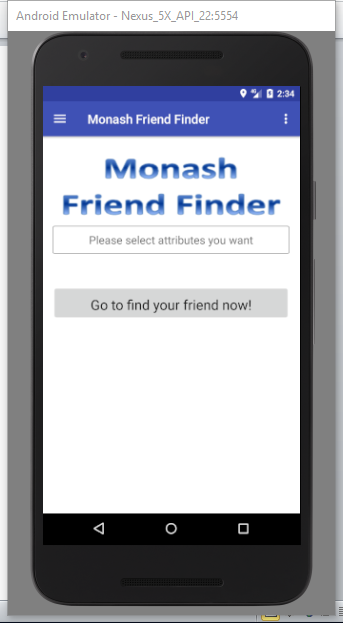 Android Emulator - Nexus_5X_API_22:5554
2:34
Monash Friend Finder
Monash
Friend Finder
Please select attributes you want
Go to find your friend now!